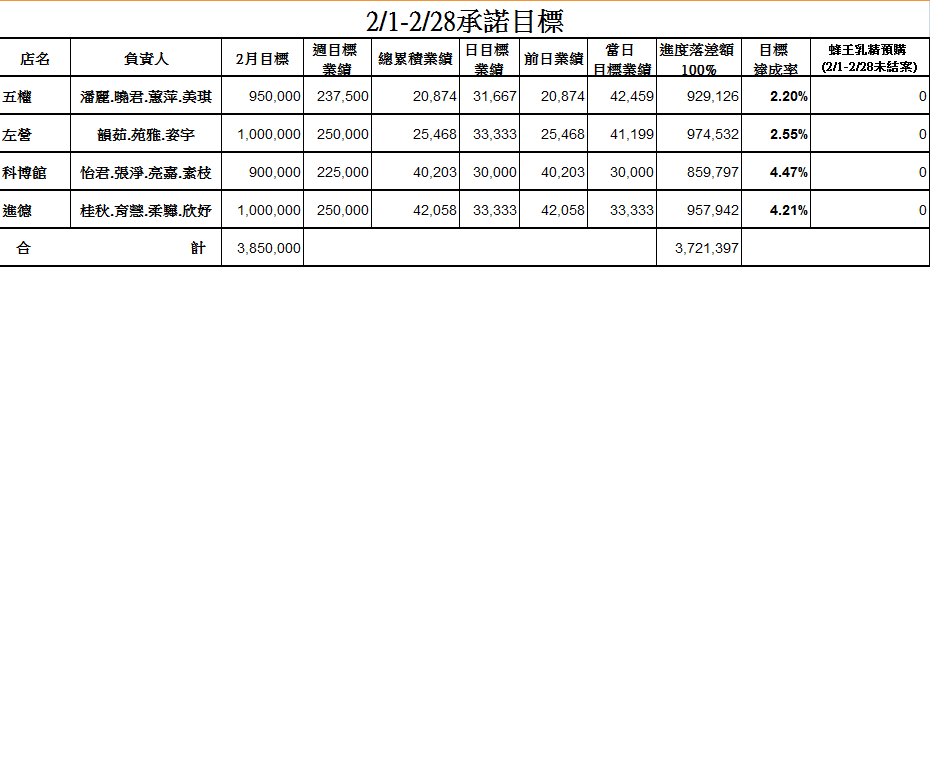 2/1-2/28承諾目標
店名 負責人 2月目標 週目標業績 總累積業績 日目標業績 前日業績 當日目標業績 進度落差額100% 目標達成率 蜂王乳精預購(2/1-2/28未結案)
五權 潘麗.曉君.蕙萍.美琪 950,000 237,500 20,874 31,667 20,874 42,459 929,126 2.20% 0
左營 韻茹.苑雅.姿宇 1,000,000 250,000 25,468 33,333 25,468 41,199 974,532 2.55% 0
科博館 怡君.張淨.亮嘉.素枝 900,000 225,000 40,203 30,000 40,203 30,000 859,797 4.47% 0
進德 桂秋.育慧.柔驊.欣妤 1,000,000 250,000 42,058 33,333 42,058 33,333 957,942 4.21% 0
合計 3,850,000 3,721,397